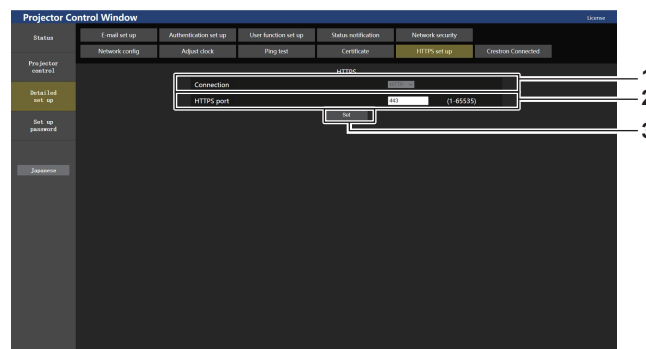 Projector Control Window
License
Status
E-mail set up
Authentication set up
User function set up
Status notification
Network security
Network config
Adjust clock
Ping test
Certificate
HTTPS set up
Crestron Connected
Projector
control
HTTPS
Connection
1
Detailed
set up
HTTPS port
443
(1-65535)
2
Set
3
Set up
password
Japanese